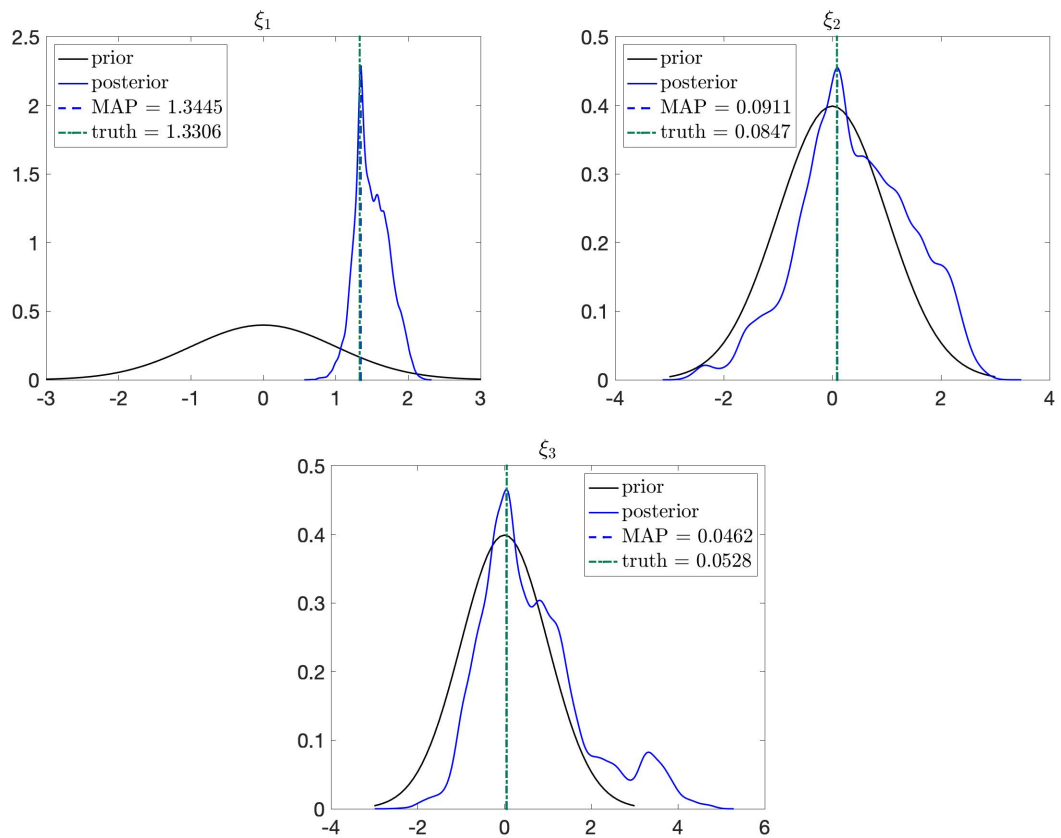 ξ₁
2.5
2
1.5
1
0.5
0
-3 -2 -1 0 1 2 3
prior
posterior
MAP = 1.3445
truth = 1.3306
ξ₂
0.5
0.4
0.3
0.2
0.1
0
-4 -2 0 2 4
prior
posterior
MAP = 0.0911
truth = 0.0847
ξ₃
0.5
0.4
0.3
0.2
0.1
0
-4 -2 0 2 4 6
prior
posterior
MAP = 0.0462
truth = 0.0528